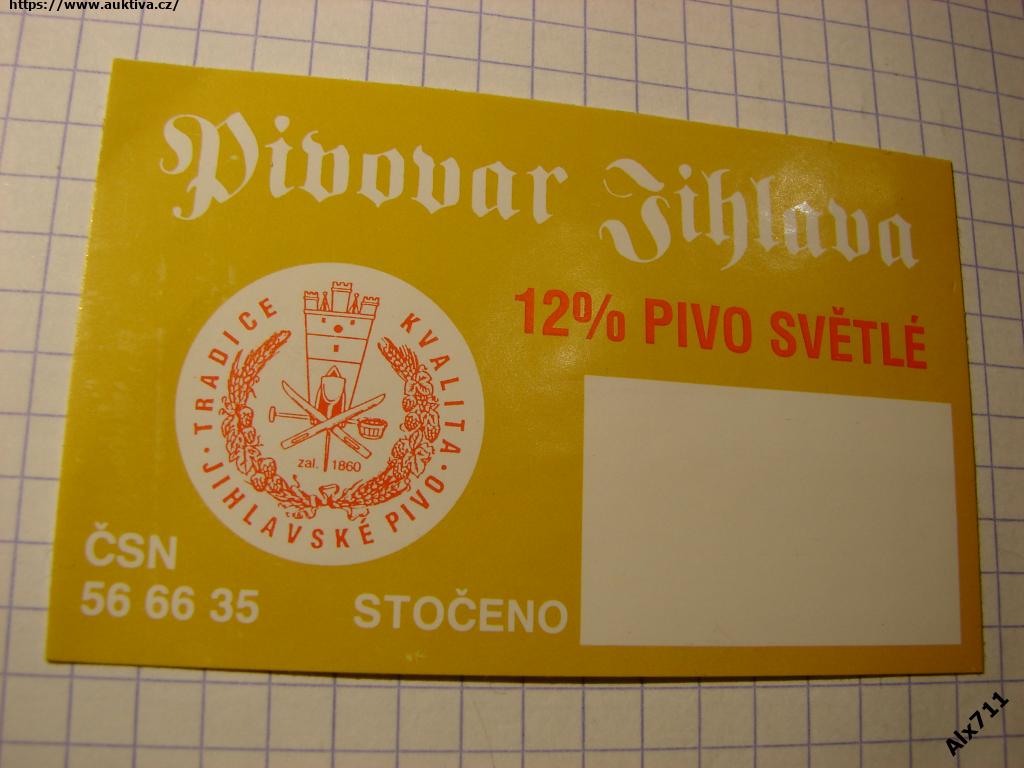 https://www.auktiva.cz/
Pivovar Jihlava
12% PIVO SVĚTLÉ
TRADICE · KVALITA · JIHLAVSKÉ PIVO ·
zal. 1860
ČSN
56 66 35
STOČENO
Alx711